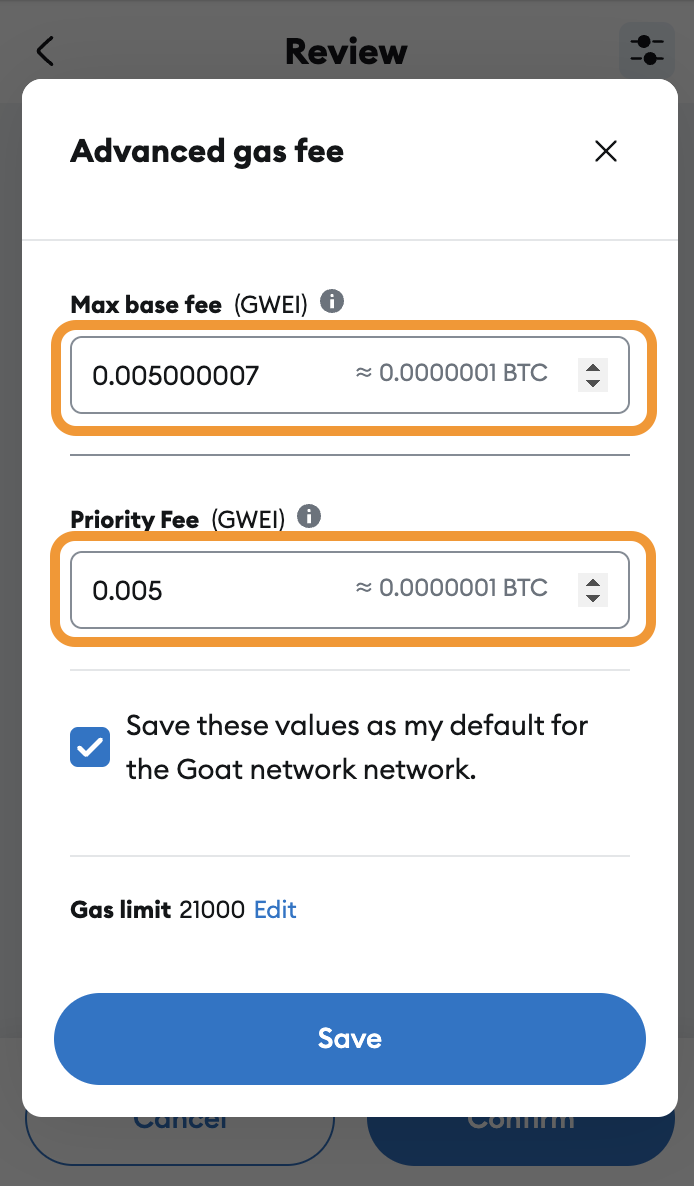 Review
Advanced gas fee
Max base fee (GWEI)
0.005000007 ≈ 0.0000001 BTC
Priority Fee (GWEI)
0.005 ≈ 0.0000001 BTC
Save these values as my default for
the Goat network network.
Gas limit 21000 Edit
Save
Cancel Confirm